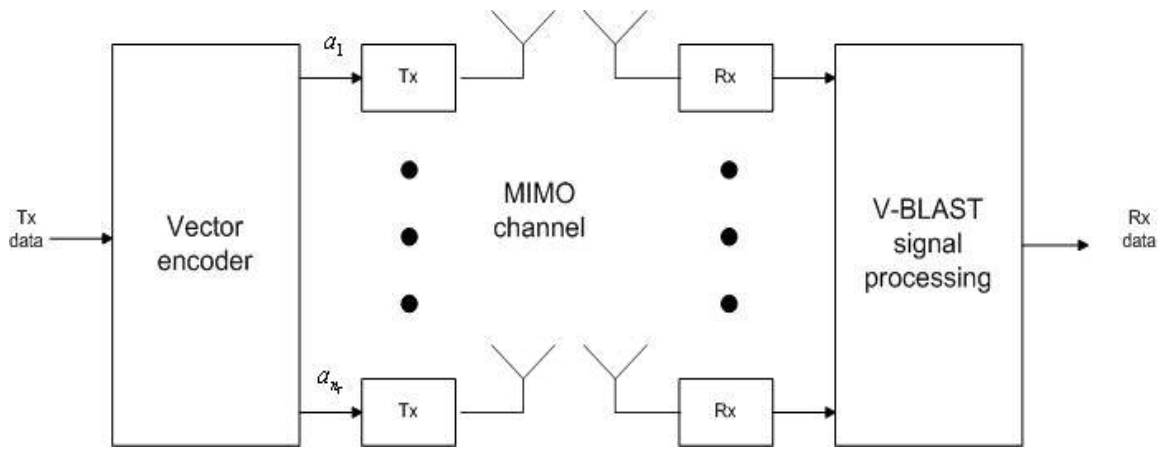 a₁
Tx
Rx
MIMO
channel
Tx
data
Vector
encoder
V-BLAST
signal
processing
Rx
data
Tx
Rx